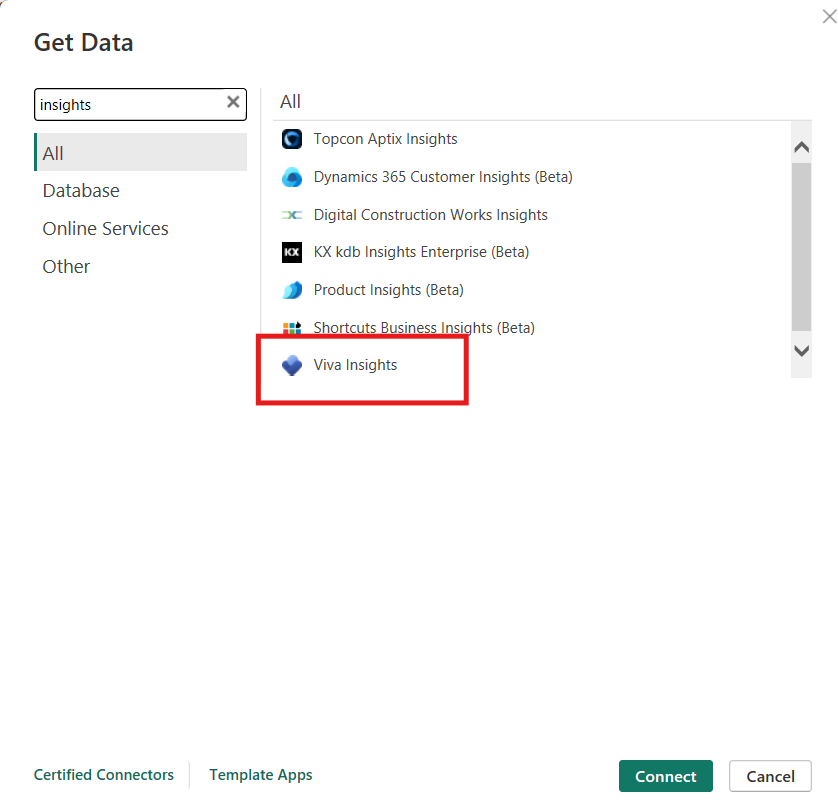 Get Data
insights
All
Database
Online Services
Other
All
Topcon Aptix Insights
Dynamics 365 Customer Insights (Beta)
Digital Construction Works Insights
KX kdb Insights Enterprise (Beta)
Product Insights (Beta)
Shortcuts Business Insights (Beta)
Viva Insights
Certified Connectors
Template Apps
Connect
Cancel